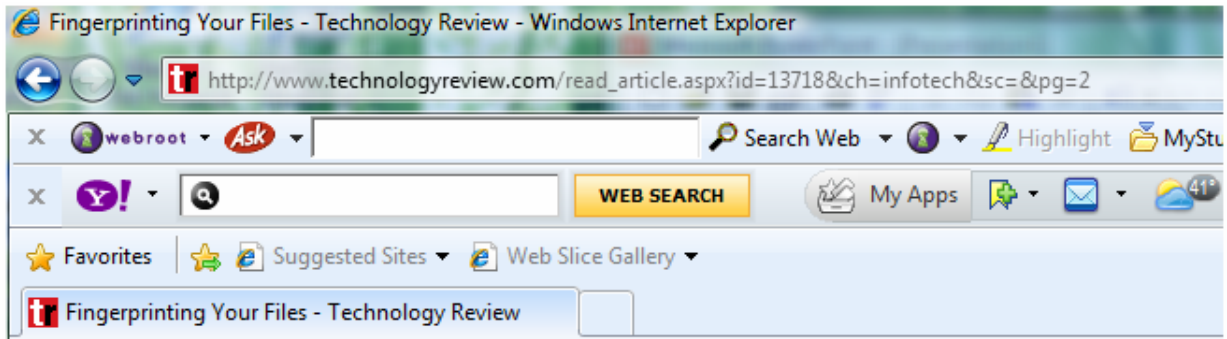 Fingerprinting Your Files - Technology Review - Windows Internet Explorer
tr http://www.technologyreview.com/read_article.aspx?id=13718&ch=infotech&sc=&pg=2
x webroot Ask Search Web Highlight MyStu
x Y! WEB SEARCH My Apps 41°
Favorites Suggested Sites Web Slice Gallery
tr Fingerprinting Your Files - Technology Review